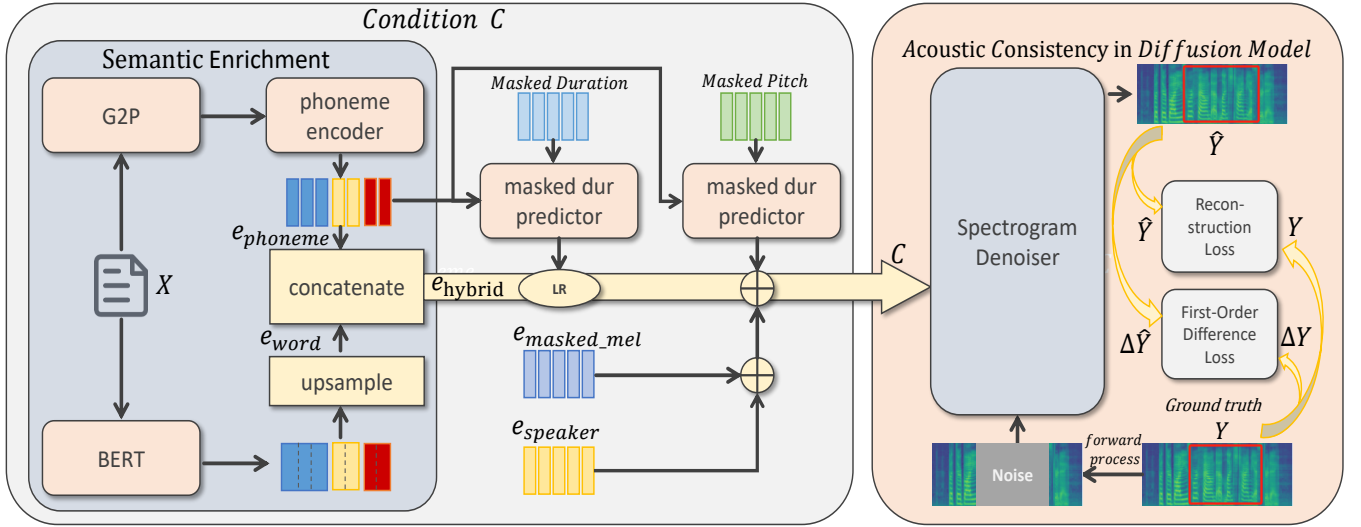 Condition C
Semantic Enrichment
G2P
phoneme
encoder
X
e_phoneme
concatenate
e_word
upsample
BERT
Masked Duration
Masked Pitch
masked dur
predictor
masked dur
predictor
e_hybrid
LR
e_masked_mel
e_speaker
C
Acoustic Consistency in Diffusion Model
Spectrogram
Denoiser
Ŷ
Ŷ
Recon-
struction
Loss
Y
ΔŶ
First-Order
Difference
Loss
ΔY
Ground truth
Y
forward
process
Noise